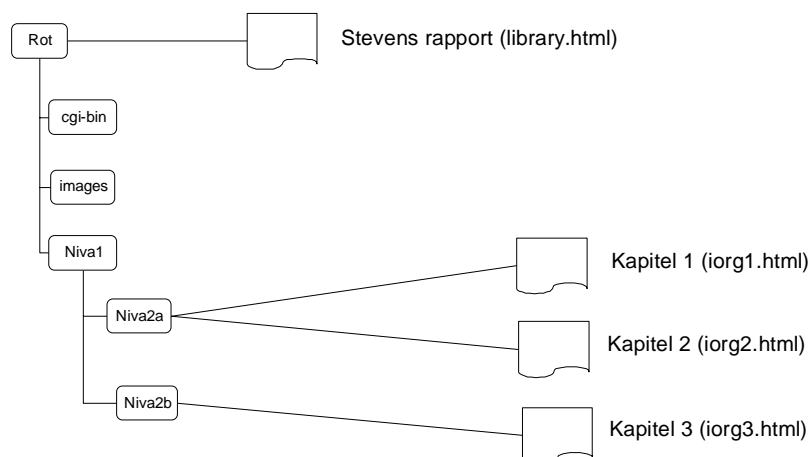 Rot
Stevens rapport (library.html)
cgi-bin
images
Niva1
Kapitel 1 (iorg1.html)
Niva2a
Kapitel 2 (iorg2.html)
Niva2b
Kapitel 3 (iorg3.html)